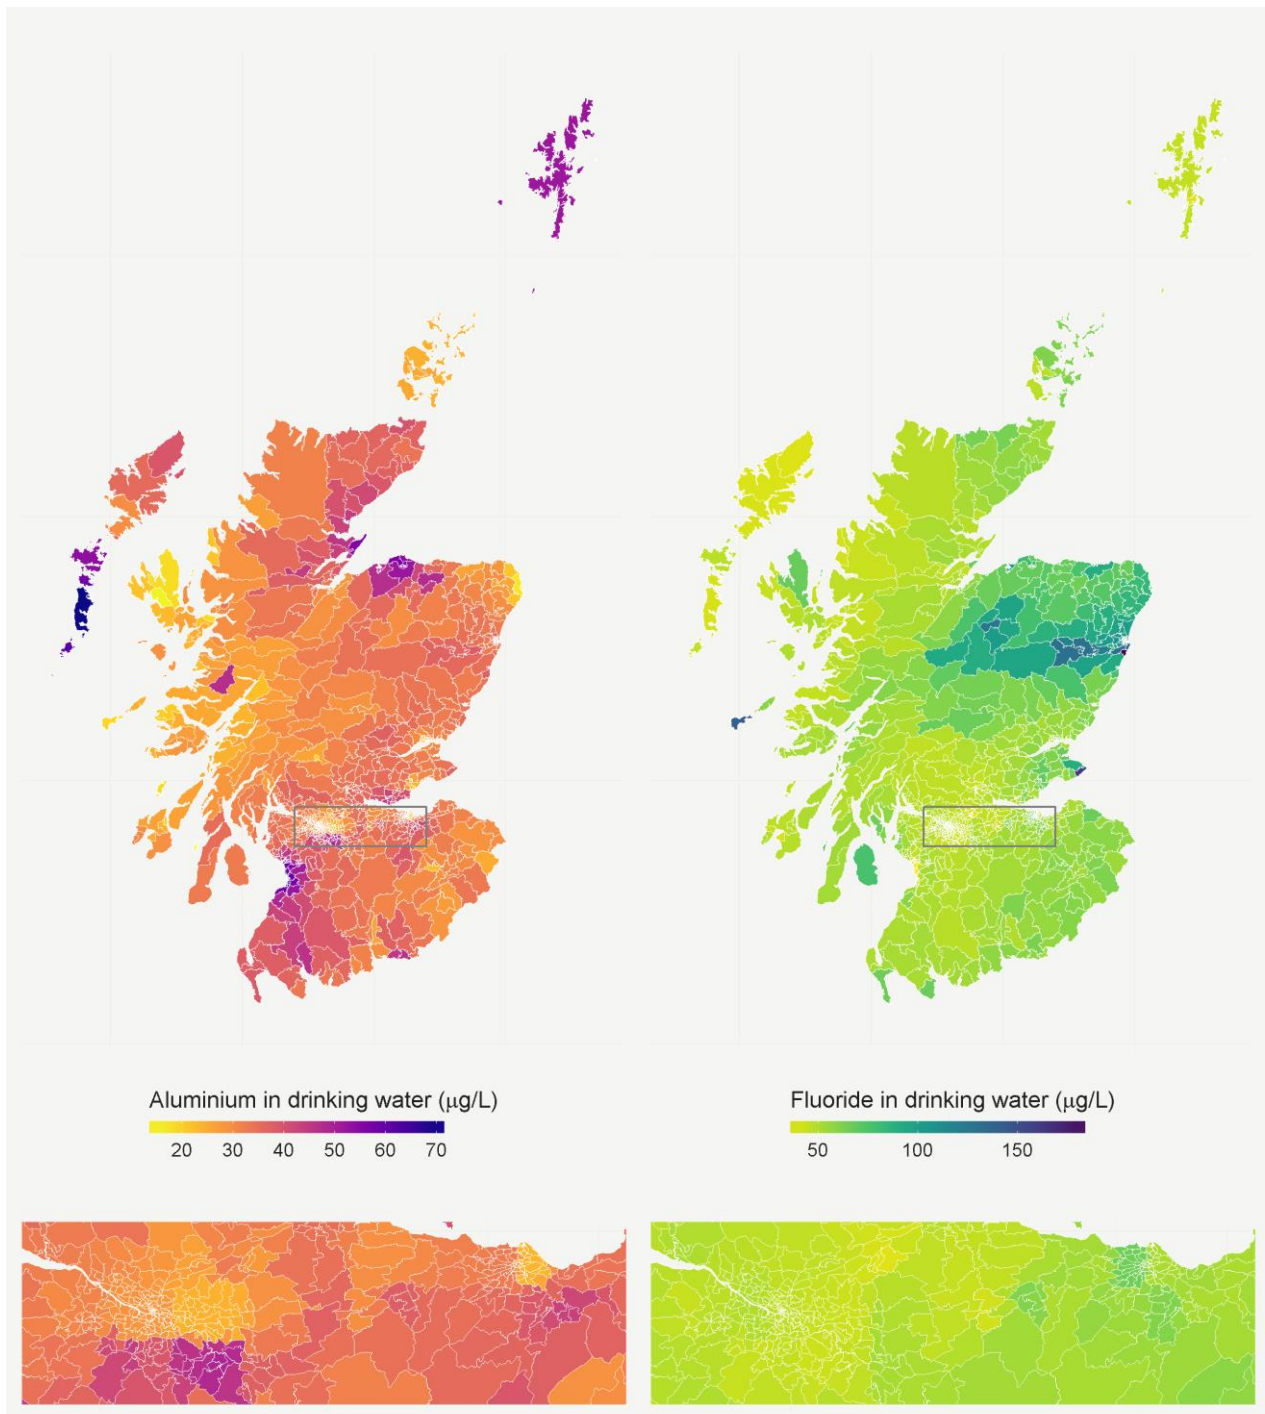 Aluminium in drinking water (μg/L)
20 30 40 50 60 70
Fluoride in drinking water (μg/L)
50 100 150